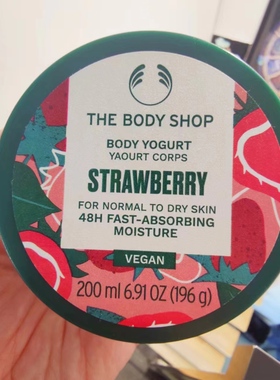 THE BODY SHOP
BODY YOGURT
YAOURT CORPS
STRAWBERRY
FOR NORMAL TO DRY SKIN
48H FAST-ABSORBING
MOISTURE
VEGAN
200 ml 6.91 OZ (196 g)